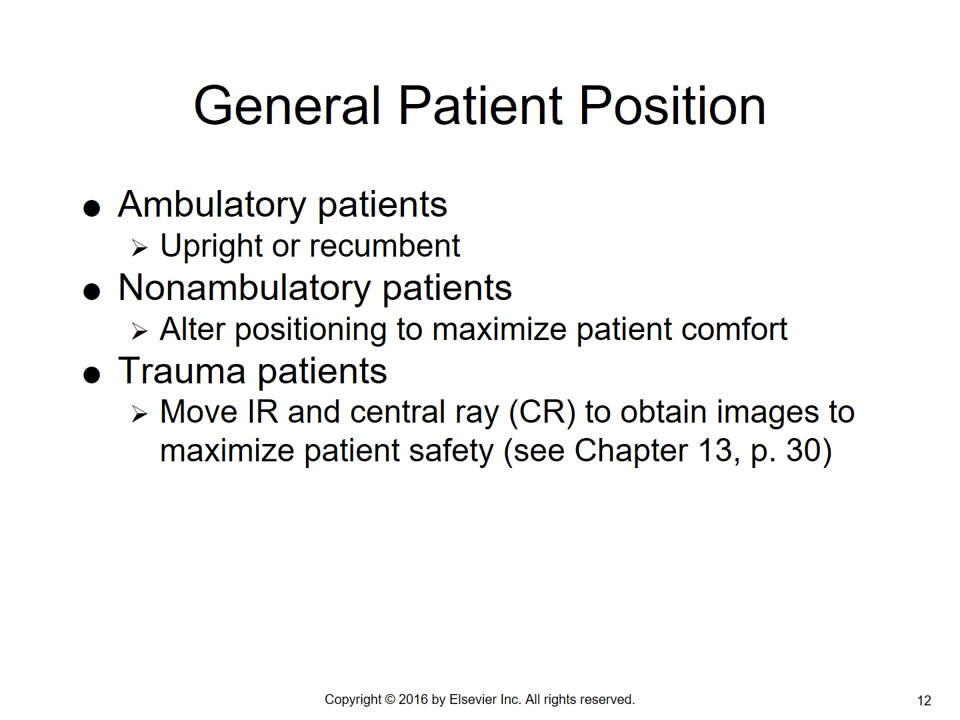 General Patient Position
● Ambulatory patients
➢ Upright or recumbent
● Nonambulatory patients
➢ Alter positioning to maximize patient comfort
● Trauma patients
➢ Move IR and central ray (CR) to obtain images to
maximize patient safety (see Chapter 13, p. 30)
Copyright © 2016 by Elsevier Inc. All rights reserved.
12